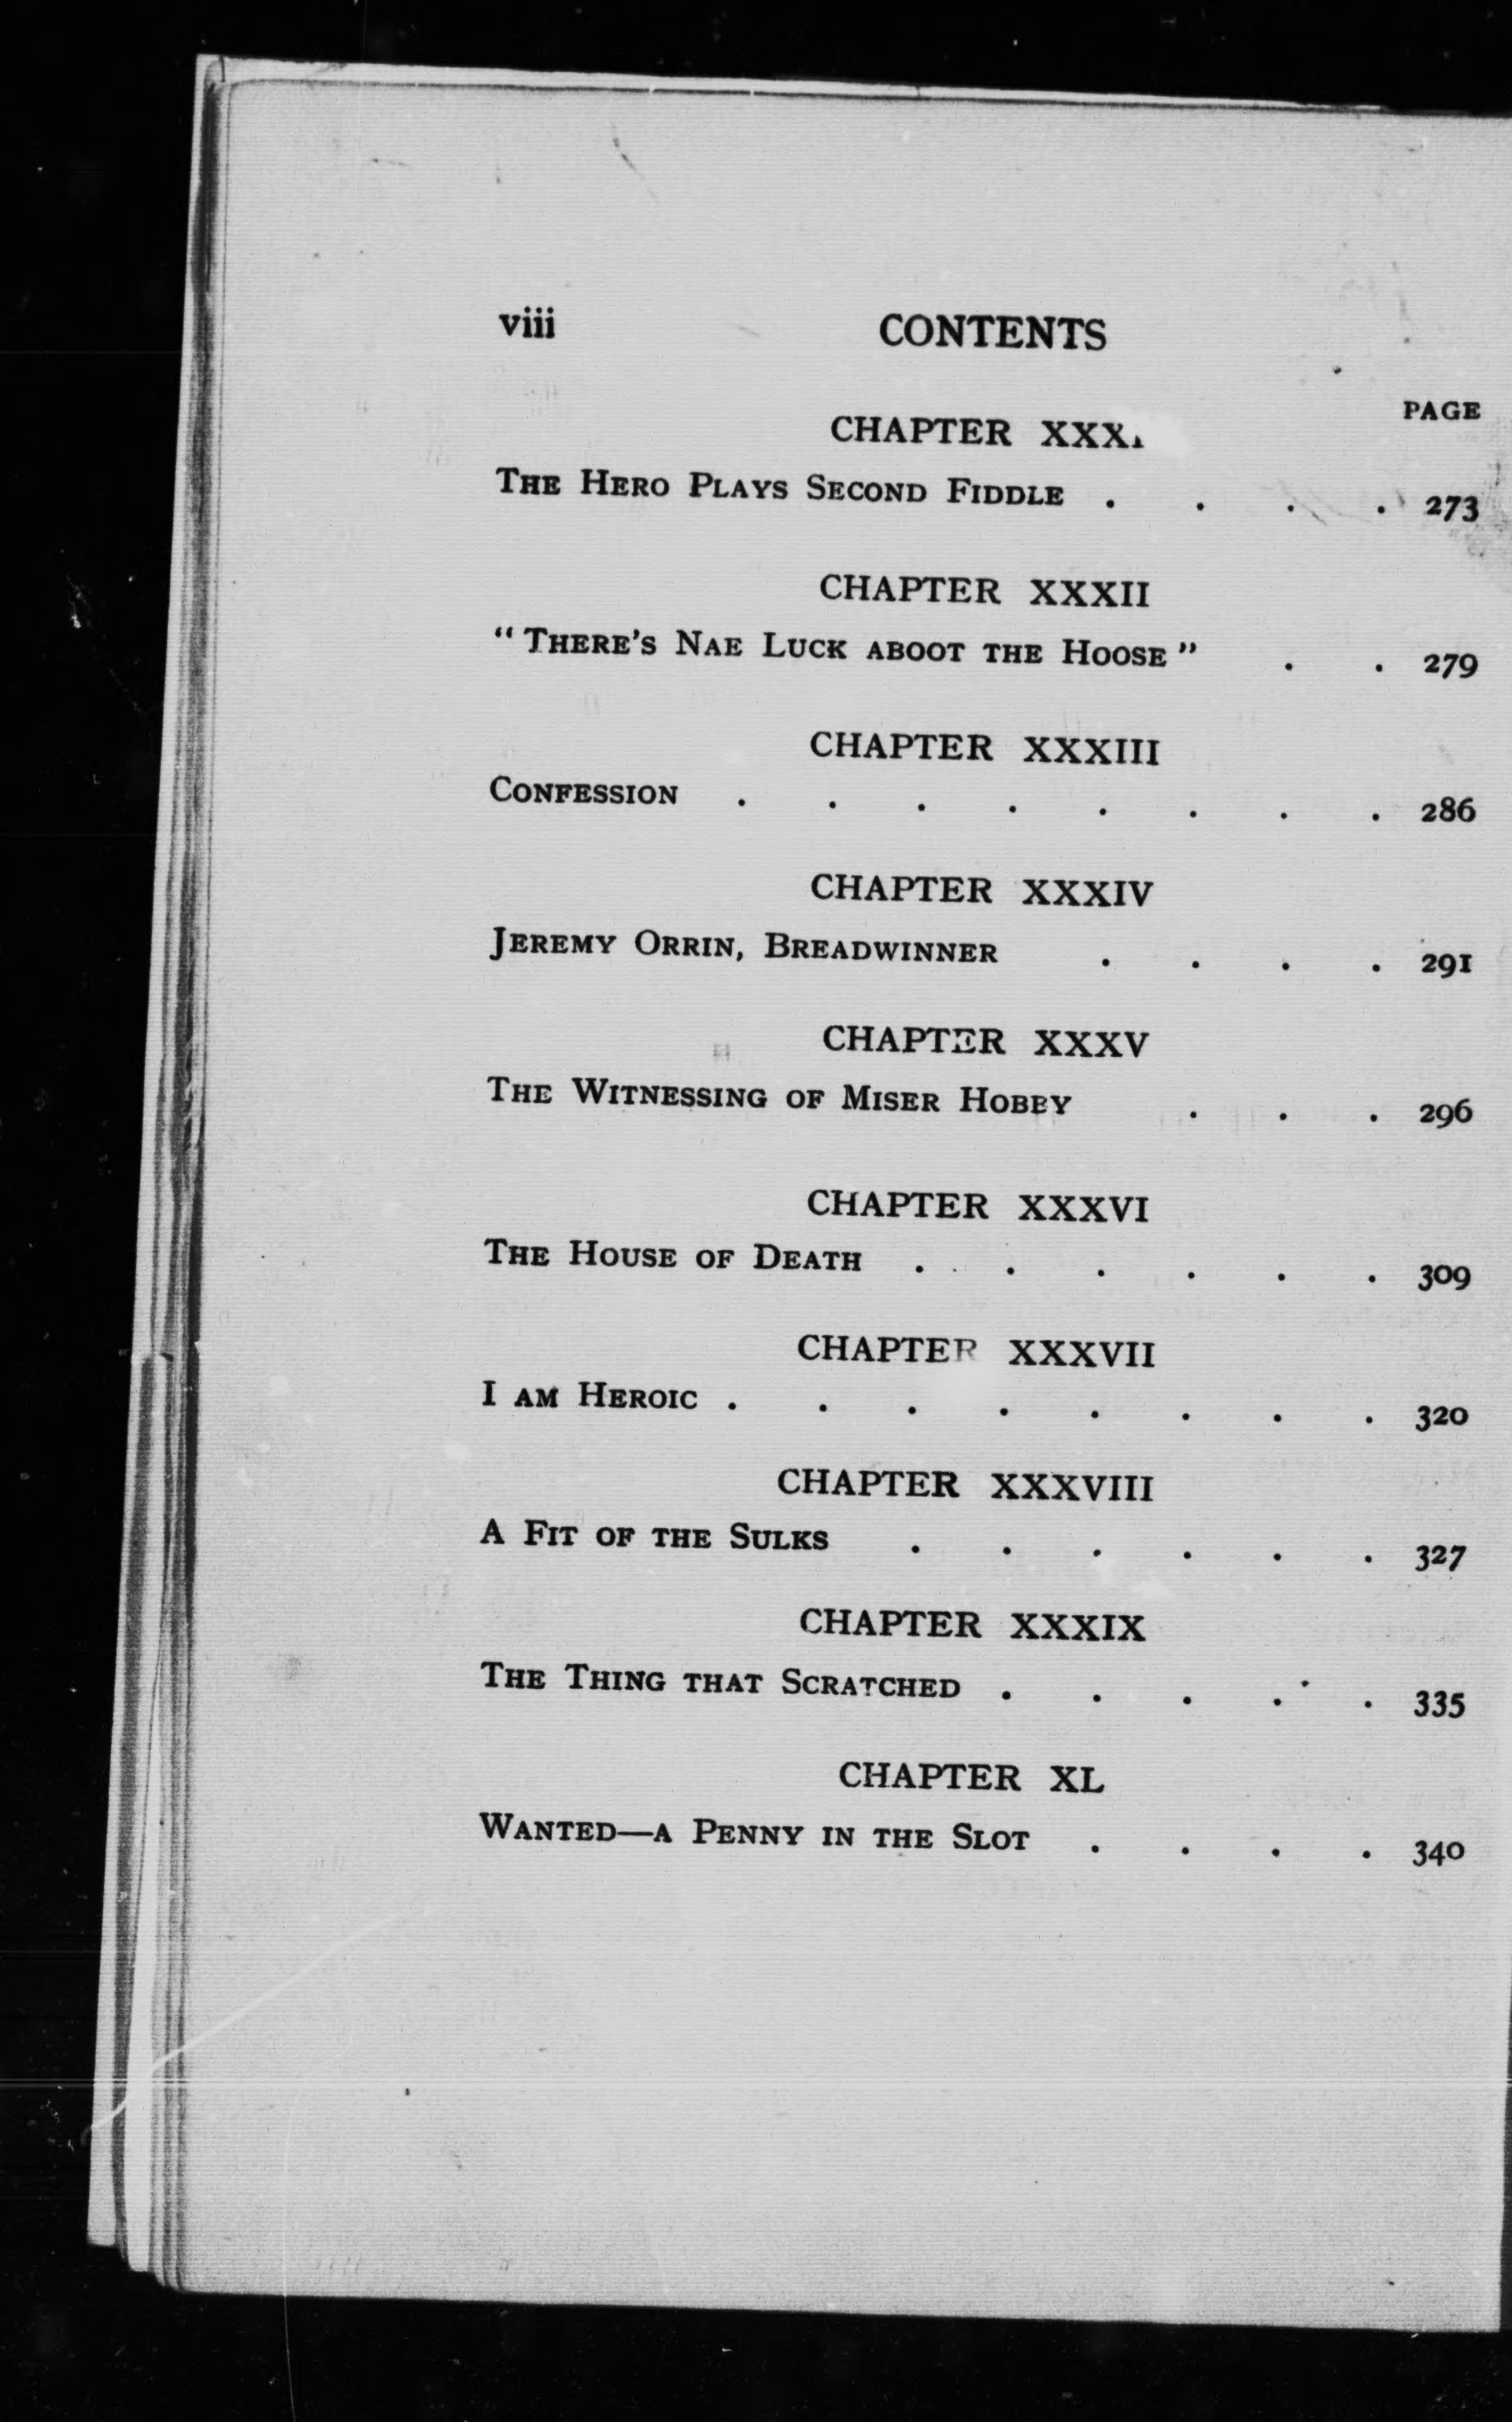 viii CONTENTS
PAGE
CHAPTER XXXI
THE HERO PLAYS SECOND FIDDLE . . . . 273
CHAPTER XXXII
"THERE'S NAE LUCK ABOOT THE HOOSE" . . 279
CHAPTER XXXIII
CONFESSION . . . . . . . . 286
CHAPTER XXXIV
JEREMY ORRIN, BREADWINNER . . . . 291
CHAPTER XXXV
THE WITNESSING OF MISER HOBBY . . . 296
CHAPTER XXXVI
THE HOUSE OF DEATH . . . . . . 309
CHAPTER XXXVII
I AM HEROIC . . . . . . . . 320
CHAPTER XXXVIII
A FIT OF THE SULKS . . . . . . 327
CHAPTER XXXIX
THE THING THAT SCRATCHED . . . . . 335
CHAPTER XL
WANTED—A PENNY IN THE SLOT . . . . 340